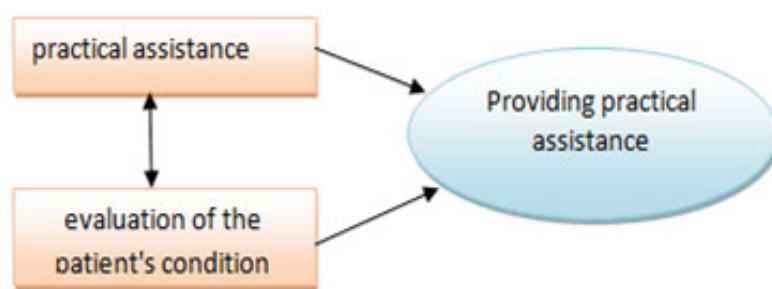 practical assistance
Providing practical
assistance
evaluation of the
patient's condition